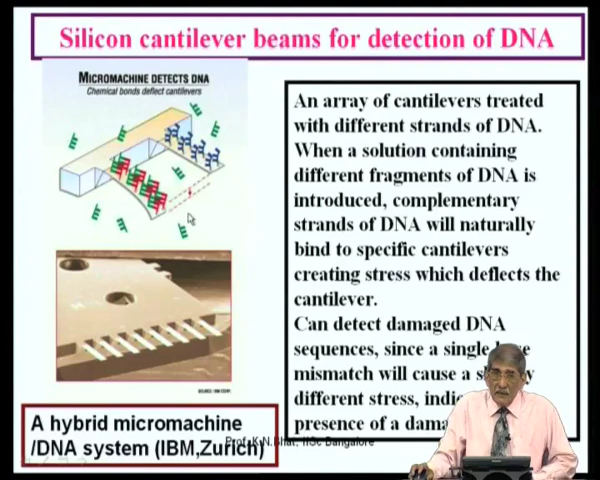 Silicon cantilever beams for detection of DNA
MICROMACHINE DETECTS DNA
Chemical bonds deflect cantilevers
An array of cantilevers treated
with different strands of DNA.
When a solution containing
different fragments of DNA is
introduced, complementary
strands of DNA will naturally
bind to specific cantilevers
creating stress which deflects the
cantilever.
Can detect damaged DNA
sequences, since a single
mismatch will cause a
different stress,
presence of a
A hybrid micromachine
/DNA system (IBM,Zurich)
Prof. K.N.Bhat, IISc Bangalore